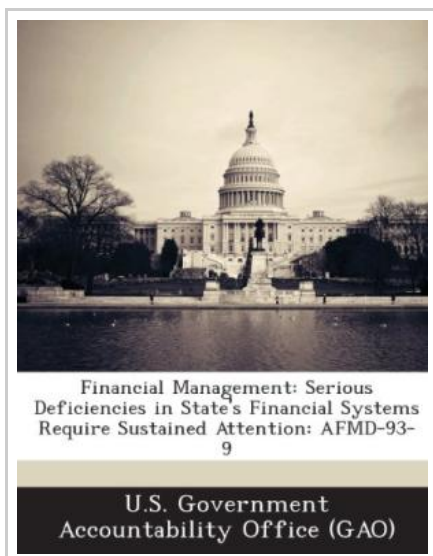 Financial Management: Serious
Deficiencies in State's Financial Systems
Require Sustained Attention: AFMD-93-
9
U.S. Government
Accountability Office (GAO)